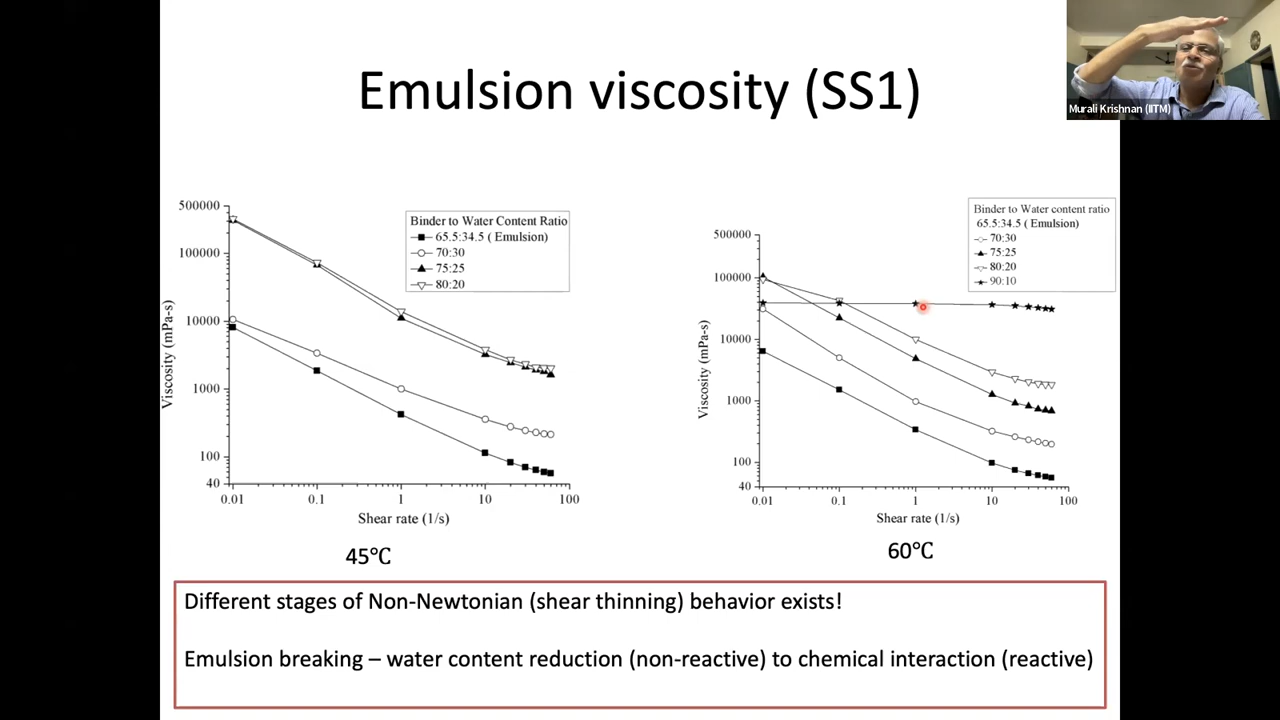 Emulsion viscosity (SS1)
Murali Krishnan (IITM)
500000
100000
10000
1000
100
40
Viscosity (mPa-s)
0.01 0.1 1 10 100
Shear rate (1/s)
Binder to Water Content Ratio
65.5:34.5 ( Emulsion)
70:30
75:25
80:20
45℃
500000
100000
10000
1000
100
40
Viscosity (mPa-s)
0.01 0.1 1 10 100
Shear rate (1/s)
Binder to Water content ratio
65.5:34.5 ( Emulsion)
70:30
75:25
80:20
90:10
60℃
Different stages of Non-Newtonian (shear thinning) behavior exists!
Emulsion breaking – water content reduction (non-reactive) to chemical interaction (reactive)